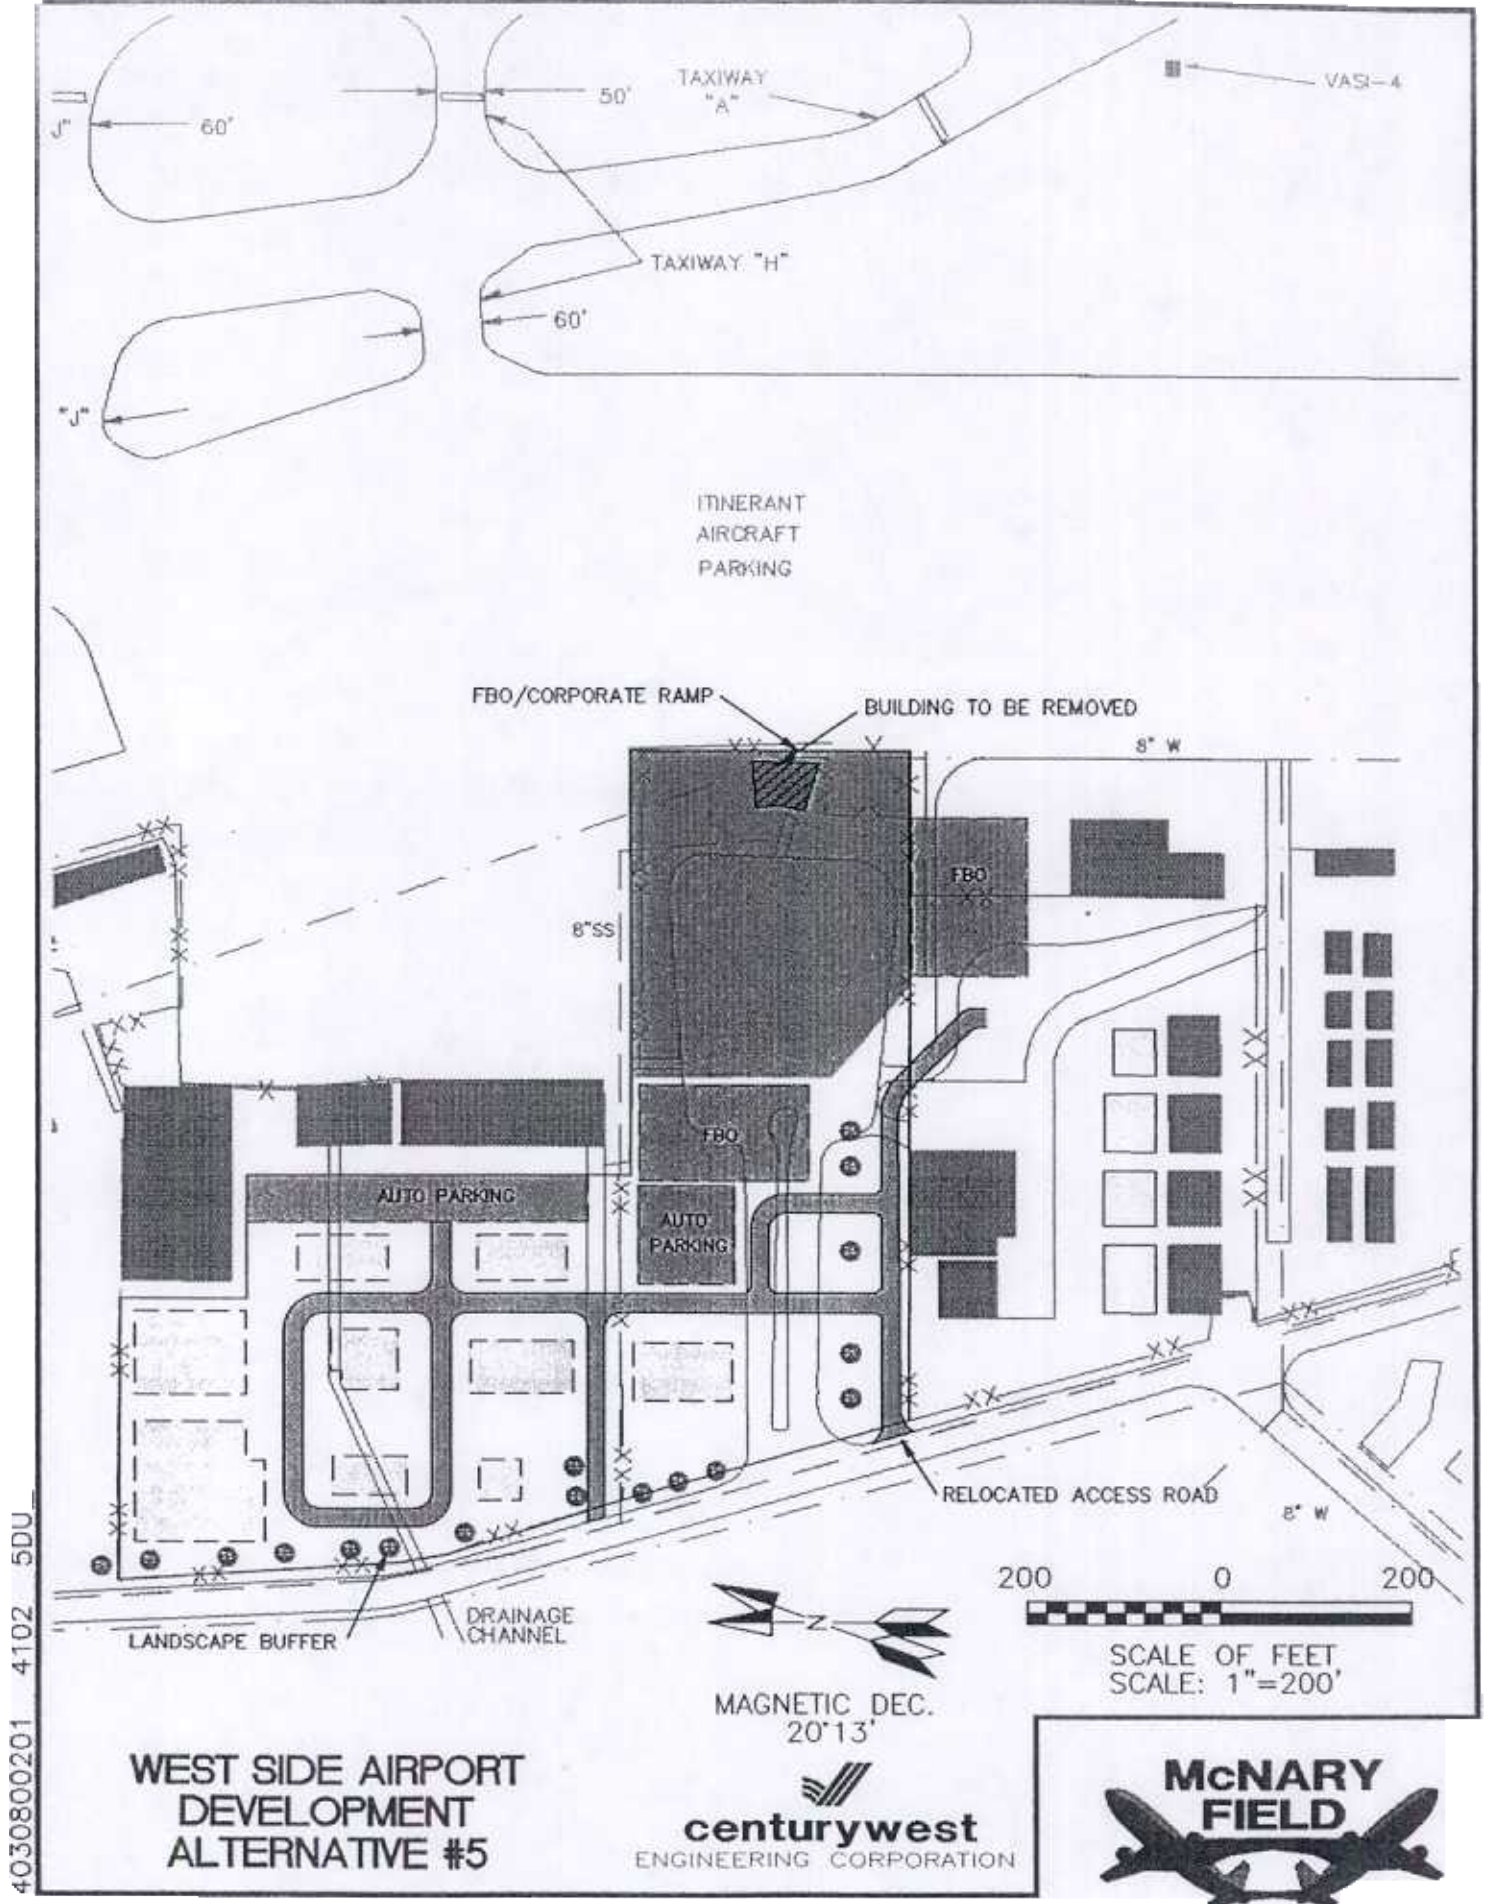 TAXIWAY
"A"
VASI-4
50'
60'
J"
TAXIWAY "H"
60'
"J"
ITINERANT
AIRCRAFT
PARKING
FBO/CORPORATE RAMP
BUILDING TO BE REMOVED
8" W
FBO
8"SS
FBO
AUTO PARKING
AUTO
PARKING
RELOCATED ACCESS ROAD
8" W
LANDSCAPE BUFFER
DRAINAGE
CHANNEL
N
200 0 200
SCALE OF FEET
SCALE: 1"=200'
MAGNETIC DEC.
20°13'
WEST SIDE AIRPORT
DEVELOPMENT
ALTERNATIVE #5
centurywest
ENGINEERING CORPORATION
McNARY
FIELD
4030800201 4102 5DU_